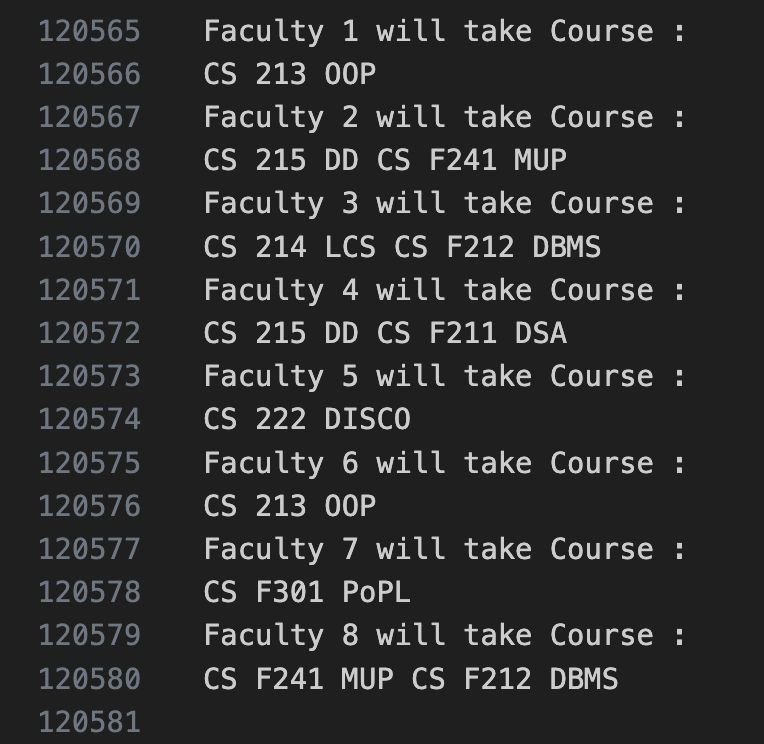 120565 Faculty 1 will take Course :
120566 CS 213 OOP
120567 Faculty 2 will take Course :
120568 CS 215 DD CS F241 MUP
120569 Faculty 3 will take Course :
120570 CS 214 LCS CS F212 DBMS
120571 Faculty 4 will take Course :
120572 CS 215 DD CS F211 DSA
120573 Faculty 5 will take Course :
120574 CS 222 DISCO
120575 Faculty 6 will take Course :
120576 CS 213 OOP
120577 Faculty 7 will take Course :
120578 CS F301 PoPL
120579 Faculty 8 will take Course :
120580 CS F241 MUP CS F212 DBMS
120581